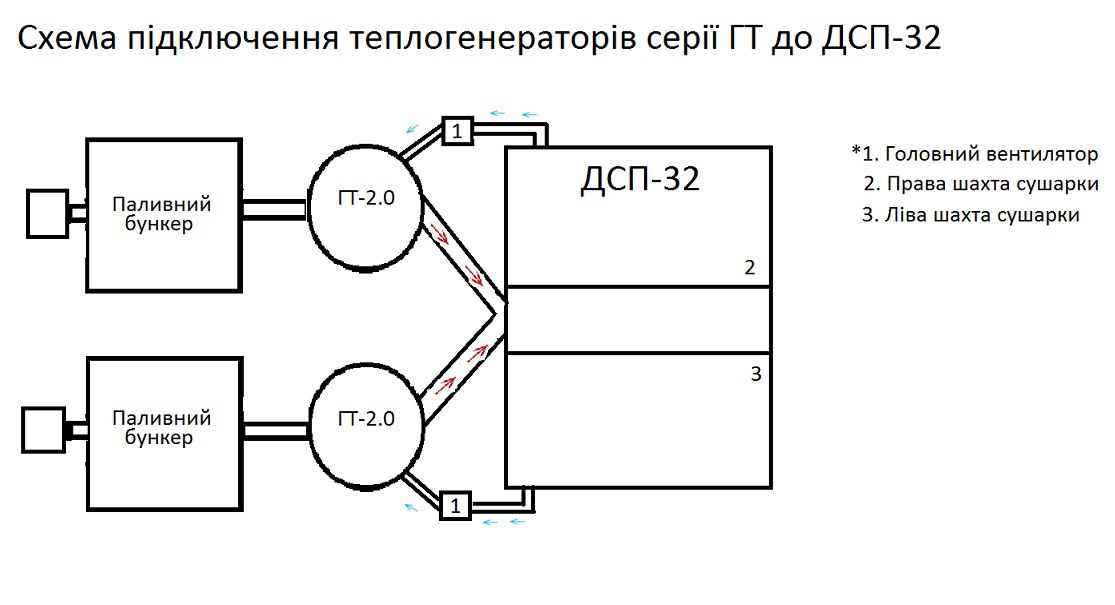 Схема підключення теплогенераторів серії ГТ до ДСП-32
1
ДСП-32
*1. Головний вентилятор
2. Права шахта сушарки
3. Ліва шахта сушарки
Паливний
бункер
ГТ-2.0
2
3
Паливний
бункер
ГТ-2.0
1